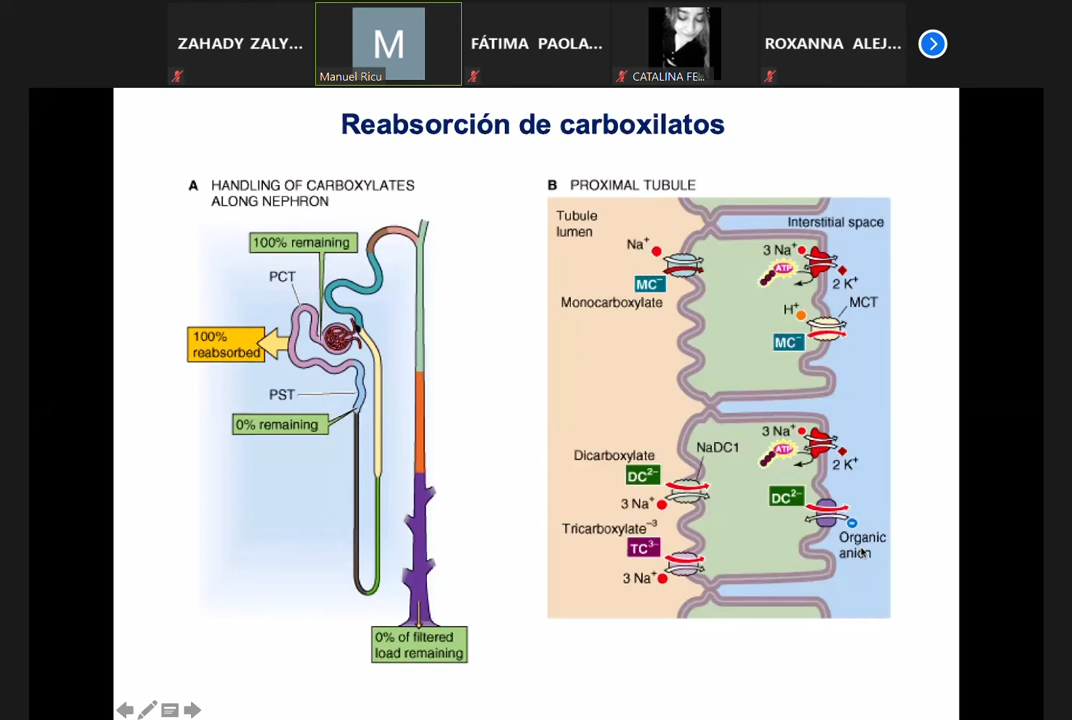 ZAHADY ZALY...
M
Manuel Ricu
FÁTIMA PAOLA...
CATALINA FE...
ROXANNA ALEJ...
Reabsorción de carboxilatos
A HANDLING OF CARBOXYLATES
ALONG NEPHRON
100% remaining
PCT
100%
reabsorbed
PST
0% remaining
0% of filtered
load remaining
B PROXIMAL TUBULE
Tubule
lumen
Interstitial space
Na+
MC−
Monocarboxylate
3 Na+
ATP
2 K+
H+
MCT
MC−
Dicarboxylate
NaDC1
DC2−
3 Na+
Tricarboxylate−3
TC3−
3 Na+
3 Na+
ATP
2 K+
DC2−
Organic
anion